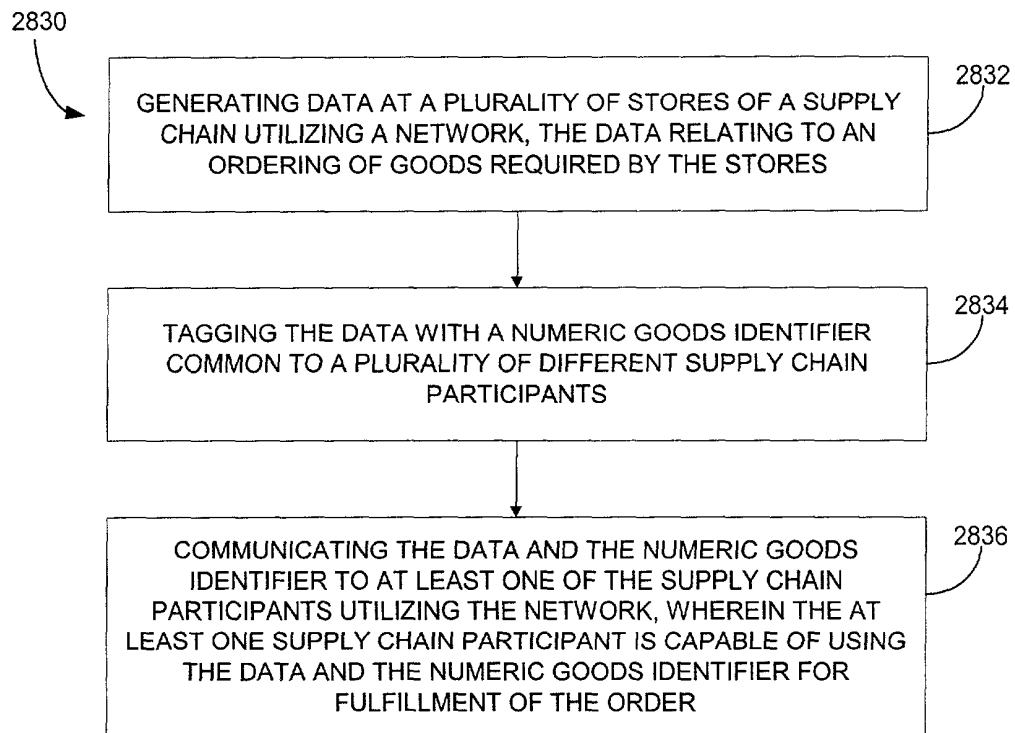 2830
2832
GENERATING DATA AT A PLURALITY OF STORES OF A SUPPLY
CHAIN UTILIZING A NETWORK, THE DATA RELATING TO AN
ORDERING OF GOODS REQUIRED BY THE STORES
2834
TAGGING THE DATA WITH A NUMERIC GOODS IDENTIFIER
COMMON TO A PLURALITY OF DIFFERENT SUPPLY CHAIN
PARTICIPANTS
2836
COMMUNICATING THE DATA AND THE NUMERIC GOODS
IDENTIFIER TO AT LEAST ONE OF THE SUPPLY CHAIN
PARTICIPANTS UTILIZING THE NETWORK, WHEREIN THE AT
LEAST ONE SUPPLY CHAIN PARTICIPANT IS CAPABLE OF USING
THE DATA AND THE NUMERIC GOODS IDENTIFIER FOR
FULFILLMENT OF THE ORDER